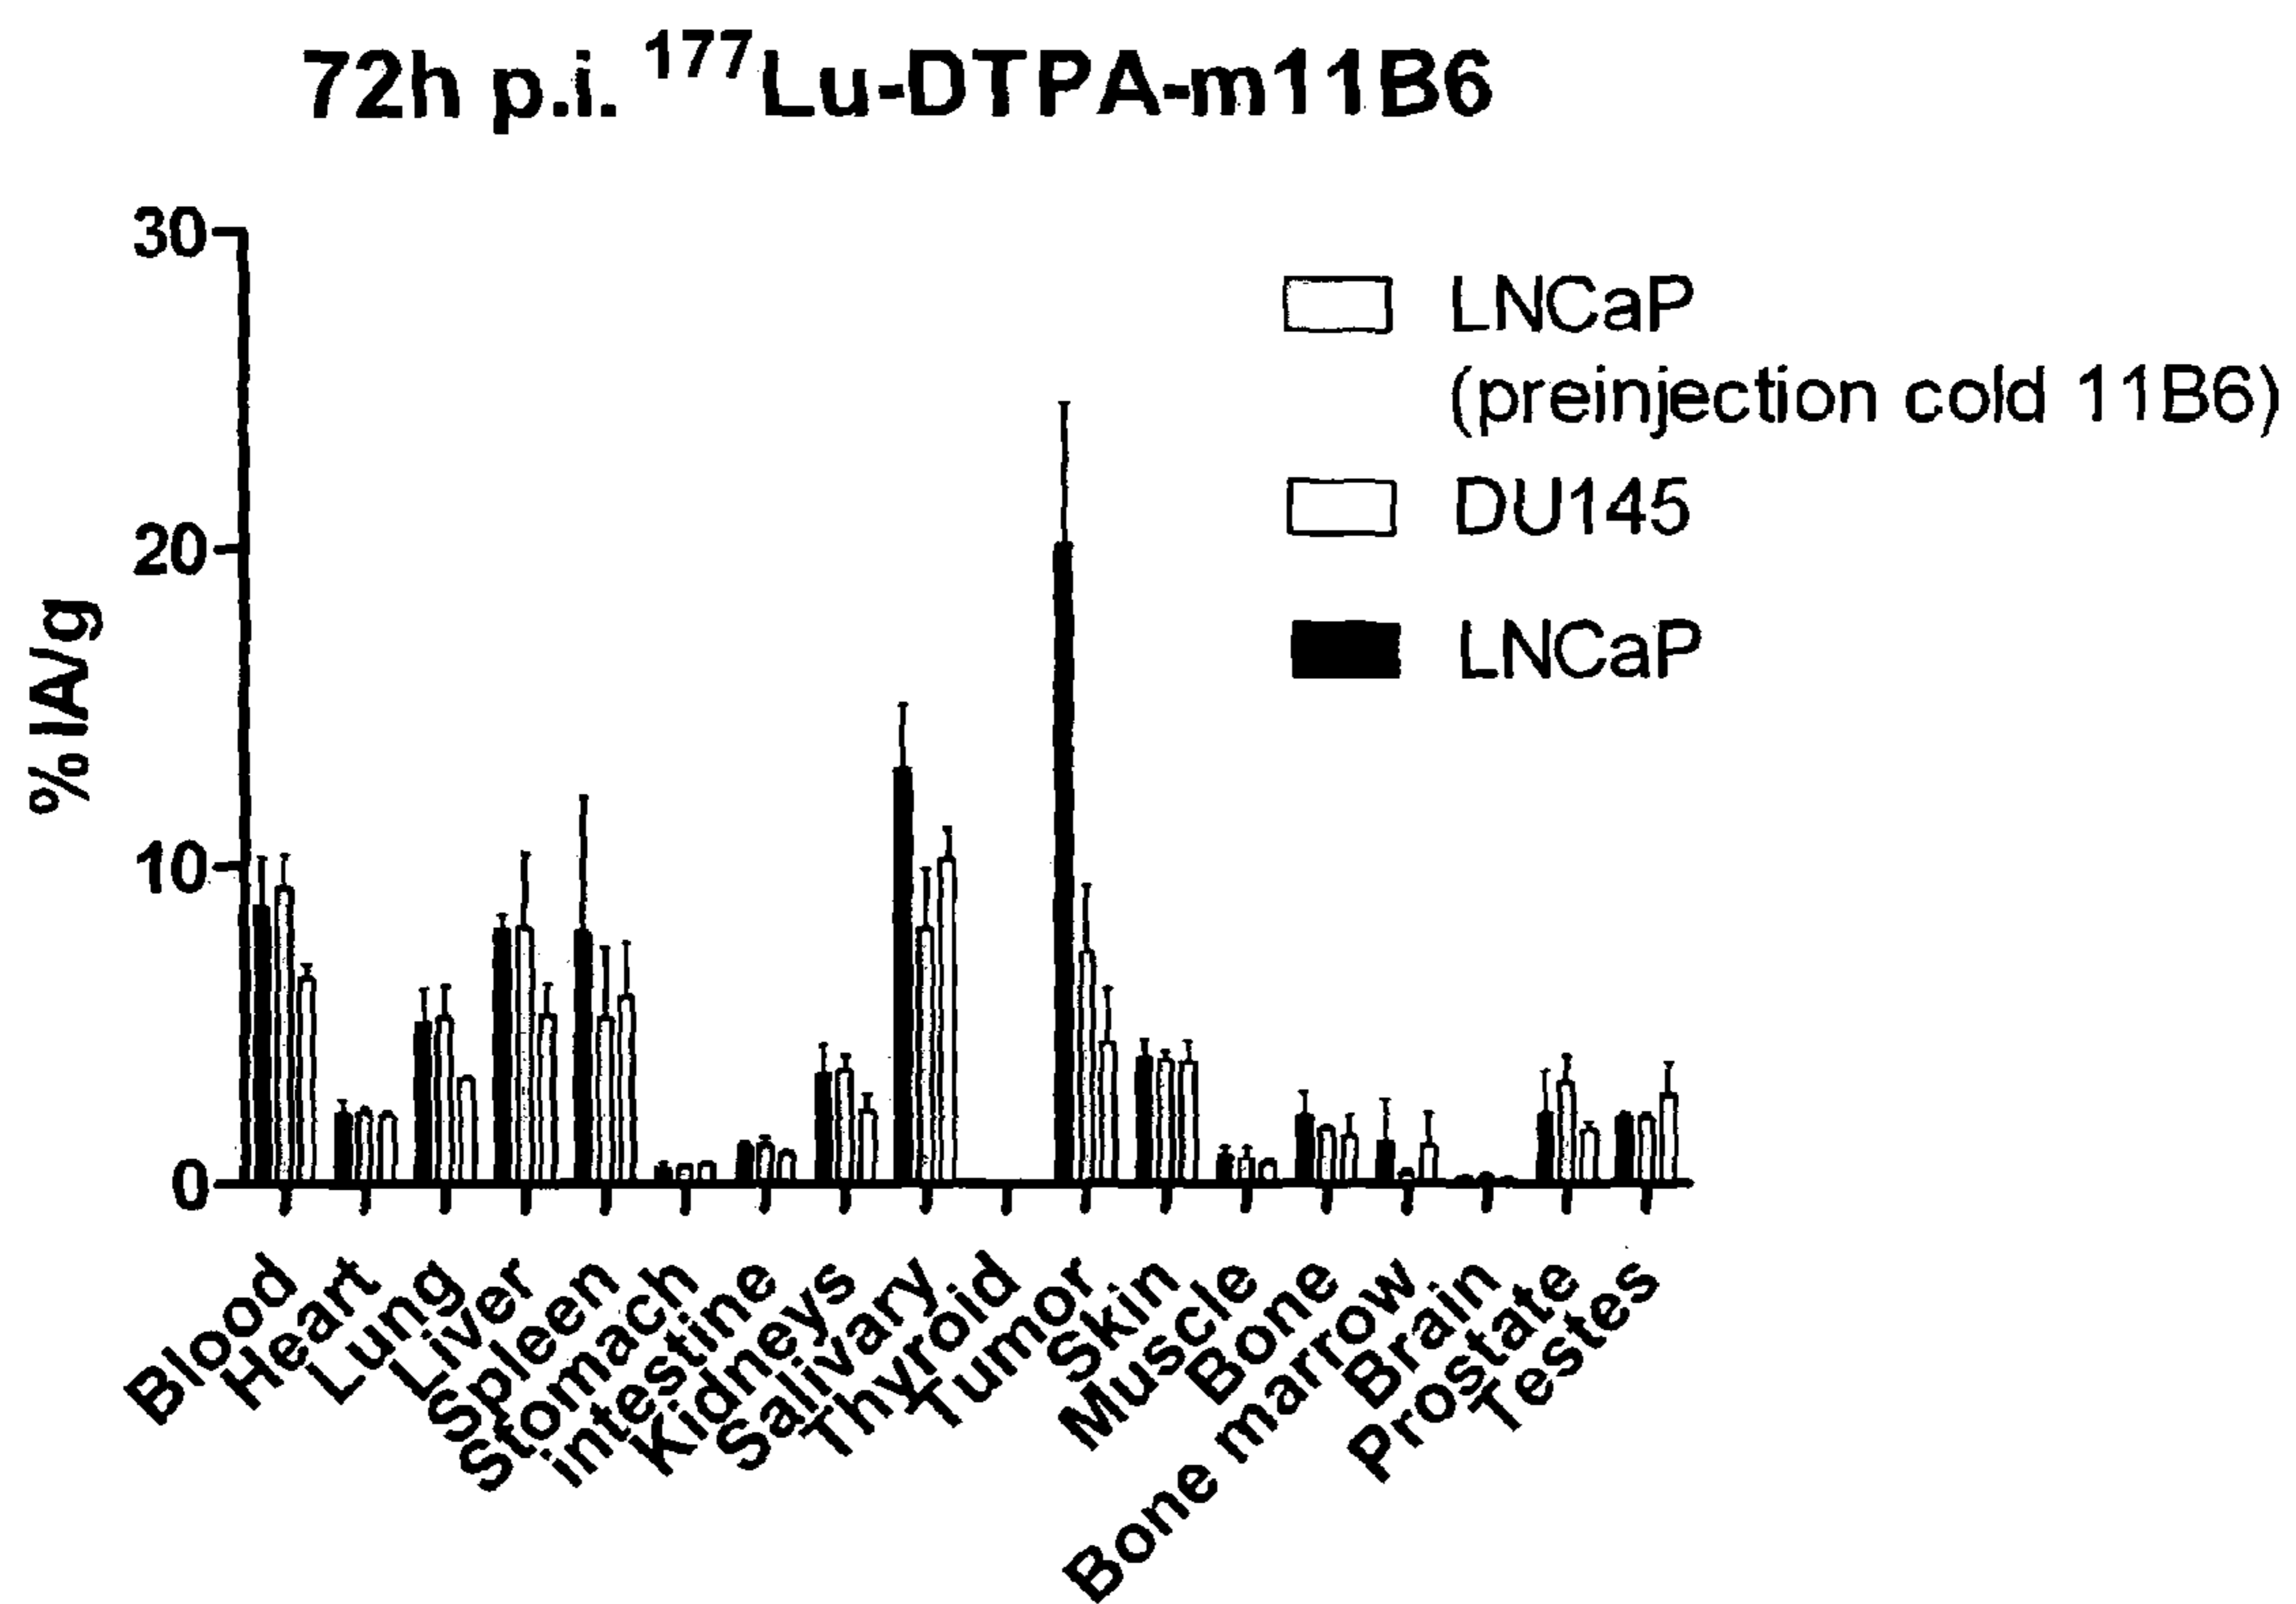 72h p.i. ¹⁷⁷Lu-DTPA-m11B6
30
20
10
0
%IA/g
LNCaP
(preinjection cold 11B6)
DU145
LNCaP
Blood
Heart
Lung
Liver
Spleen
Stomach
intestine
Kidneys
Salivary
Thyroid
Tumor
Skin
Muscle
Bone
Bone marrow
Brain
Prostate
Testes